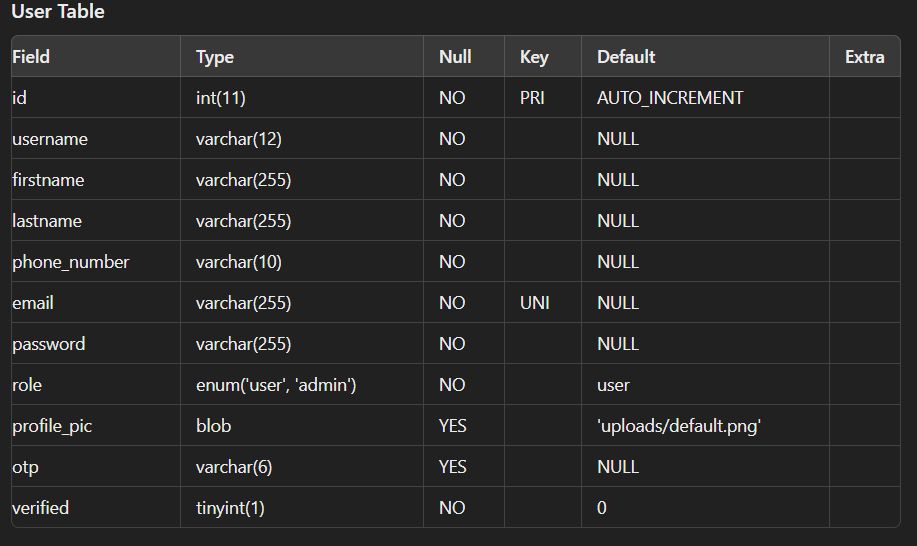 User Table
Field Type Null Key Default Extra
id int(11) NO PRI AUTO_INCREMENT
username varchar(12) NO NULL
firstname varchar(255) NO NULL
lastname varchar(255) NO NULL
phone_number varchar(10) NO NULL
email varchar(255) NO UNI NULL
password varchar(255) NO NULL
role enum('user', 'admin') NO user
profile_pic blob YES 'uploads/default.png'
otp varchar(6) YES NULL
verified tinyint(1) NO 0